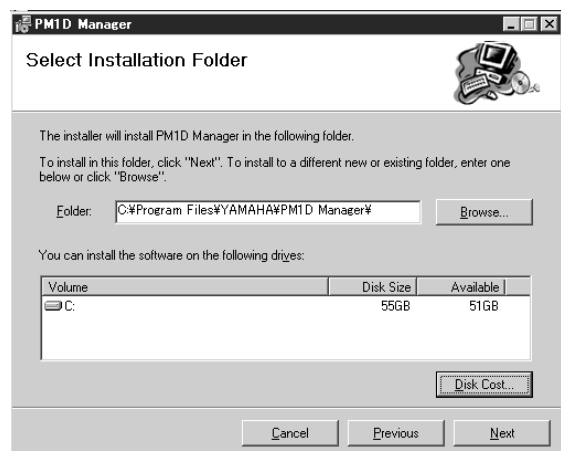 PM1D Manager
Select Installation Folder
The installer will install PM1D Manager in the following folder.
To install in this folder, click "Next". To install to a different new or existing folder, enter one
below or click "Browse".
Folder: C:¥Program Files¥YAMAHA¥PM1D Manager¥ Browse...
You can install the software on the following drives:
Volume Disk Size Available
C: 55GB 51GB
Disk Cost...
Cancel Previous Next